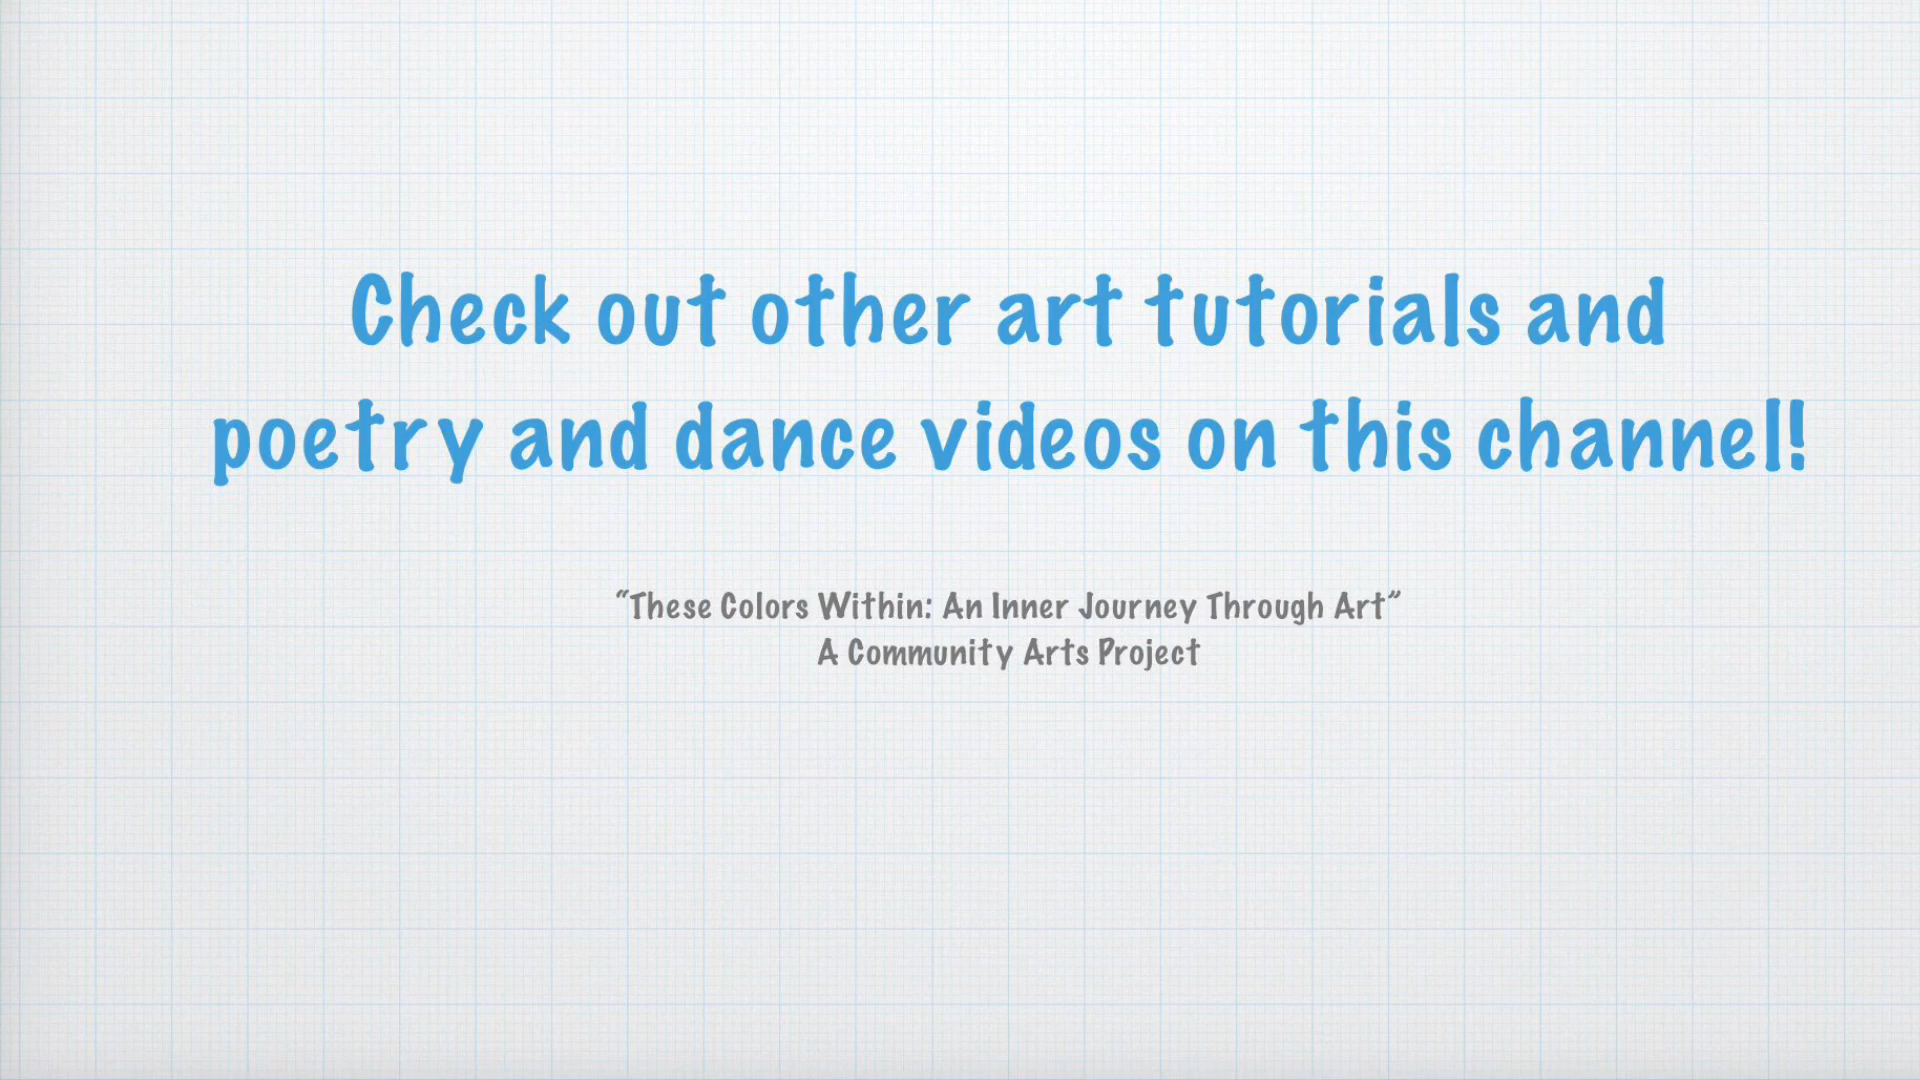 Check out other art tutorials and
poetry and dance videos on this channel!
“These Colors Within: An Inner Journey Through Art”
A Community Arts Project